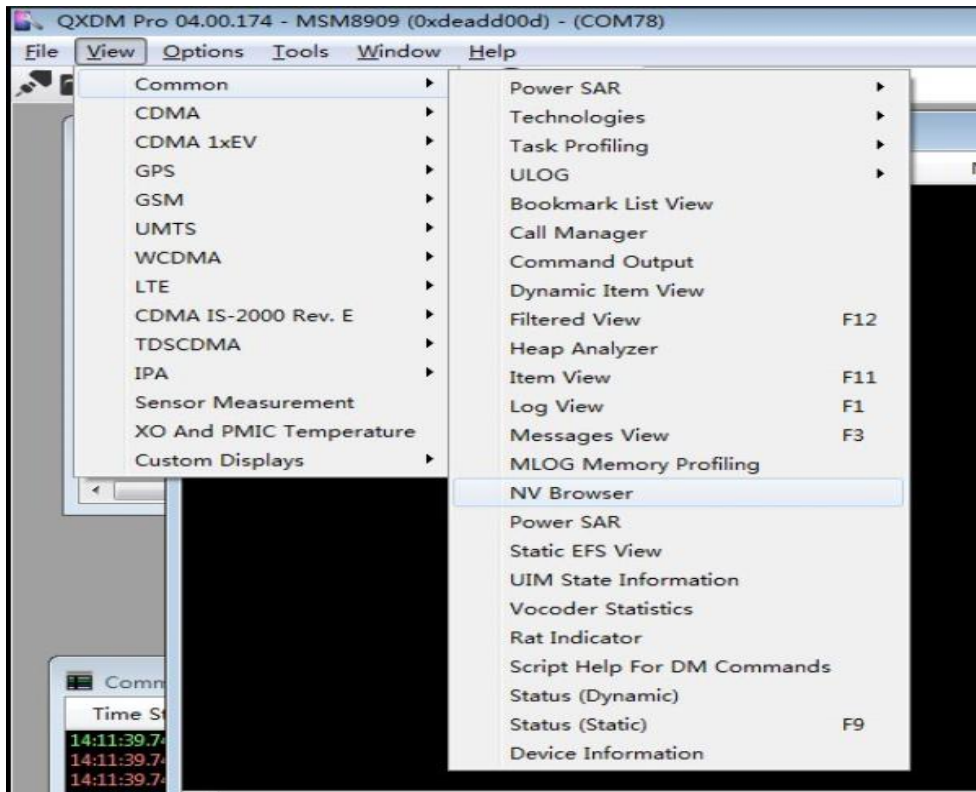 QXDM Pro 04.00.174 - MSM8909 (0xdeadd00d) - (COM78)
File View Options Tools Window Help
Common
CDMA
CDMA 1xEV
GPS
GSM
UMTS
WCDMA
LTE
CDMA IS-2000 Rev. E
TDSCDMA
IPA
Sensor Measurement
XO And PMIC Temperature
Custom Displays
Power SAR
Technologies
Task Profiling
ULOG
Bookmark List View
Call Manager
Command Output
Dynamic Item View
Filtered View F12
Heap Analyzer
Item View F11
Log View F1
Messages View F3
MLOG Memory Profiling
NV Browser
Power SAR
Static EFS View
UIM State Information
Vocoder Statistics
Rat Indicator
Script Help For DM Commands
Status (Dynamic)
Status (Static) F9
Device Information
Comm
Time St
14:11:39.74
14:11:39.74
14:11:39.74